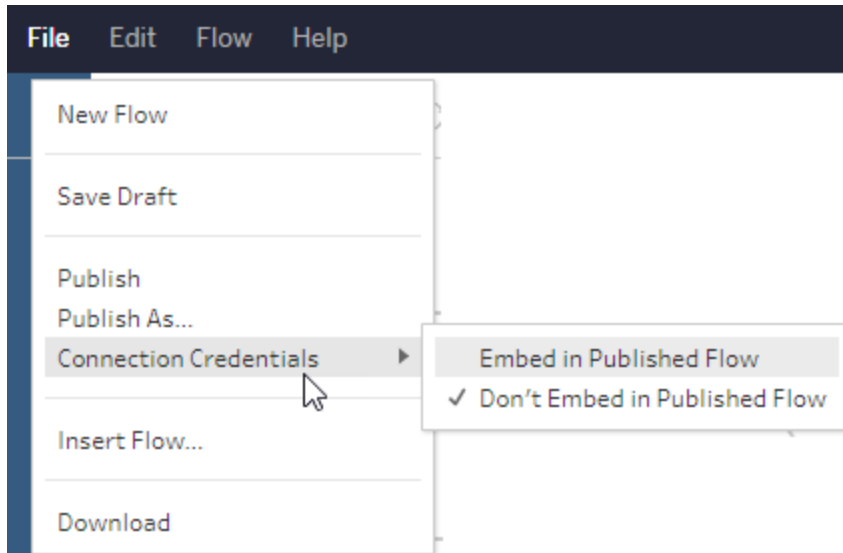 File Edit Flow Help
New Flow
Save Draft
Publish
Publish As...
Connection Credentials
Embed in Published Flow
Don't Embed in Published Flow
Insert Flow...
Download